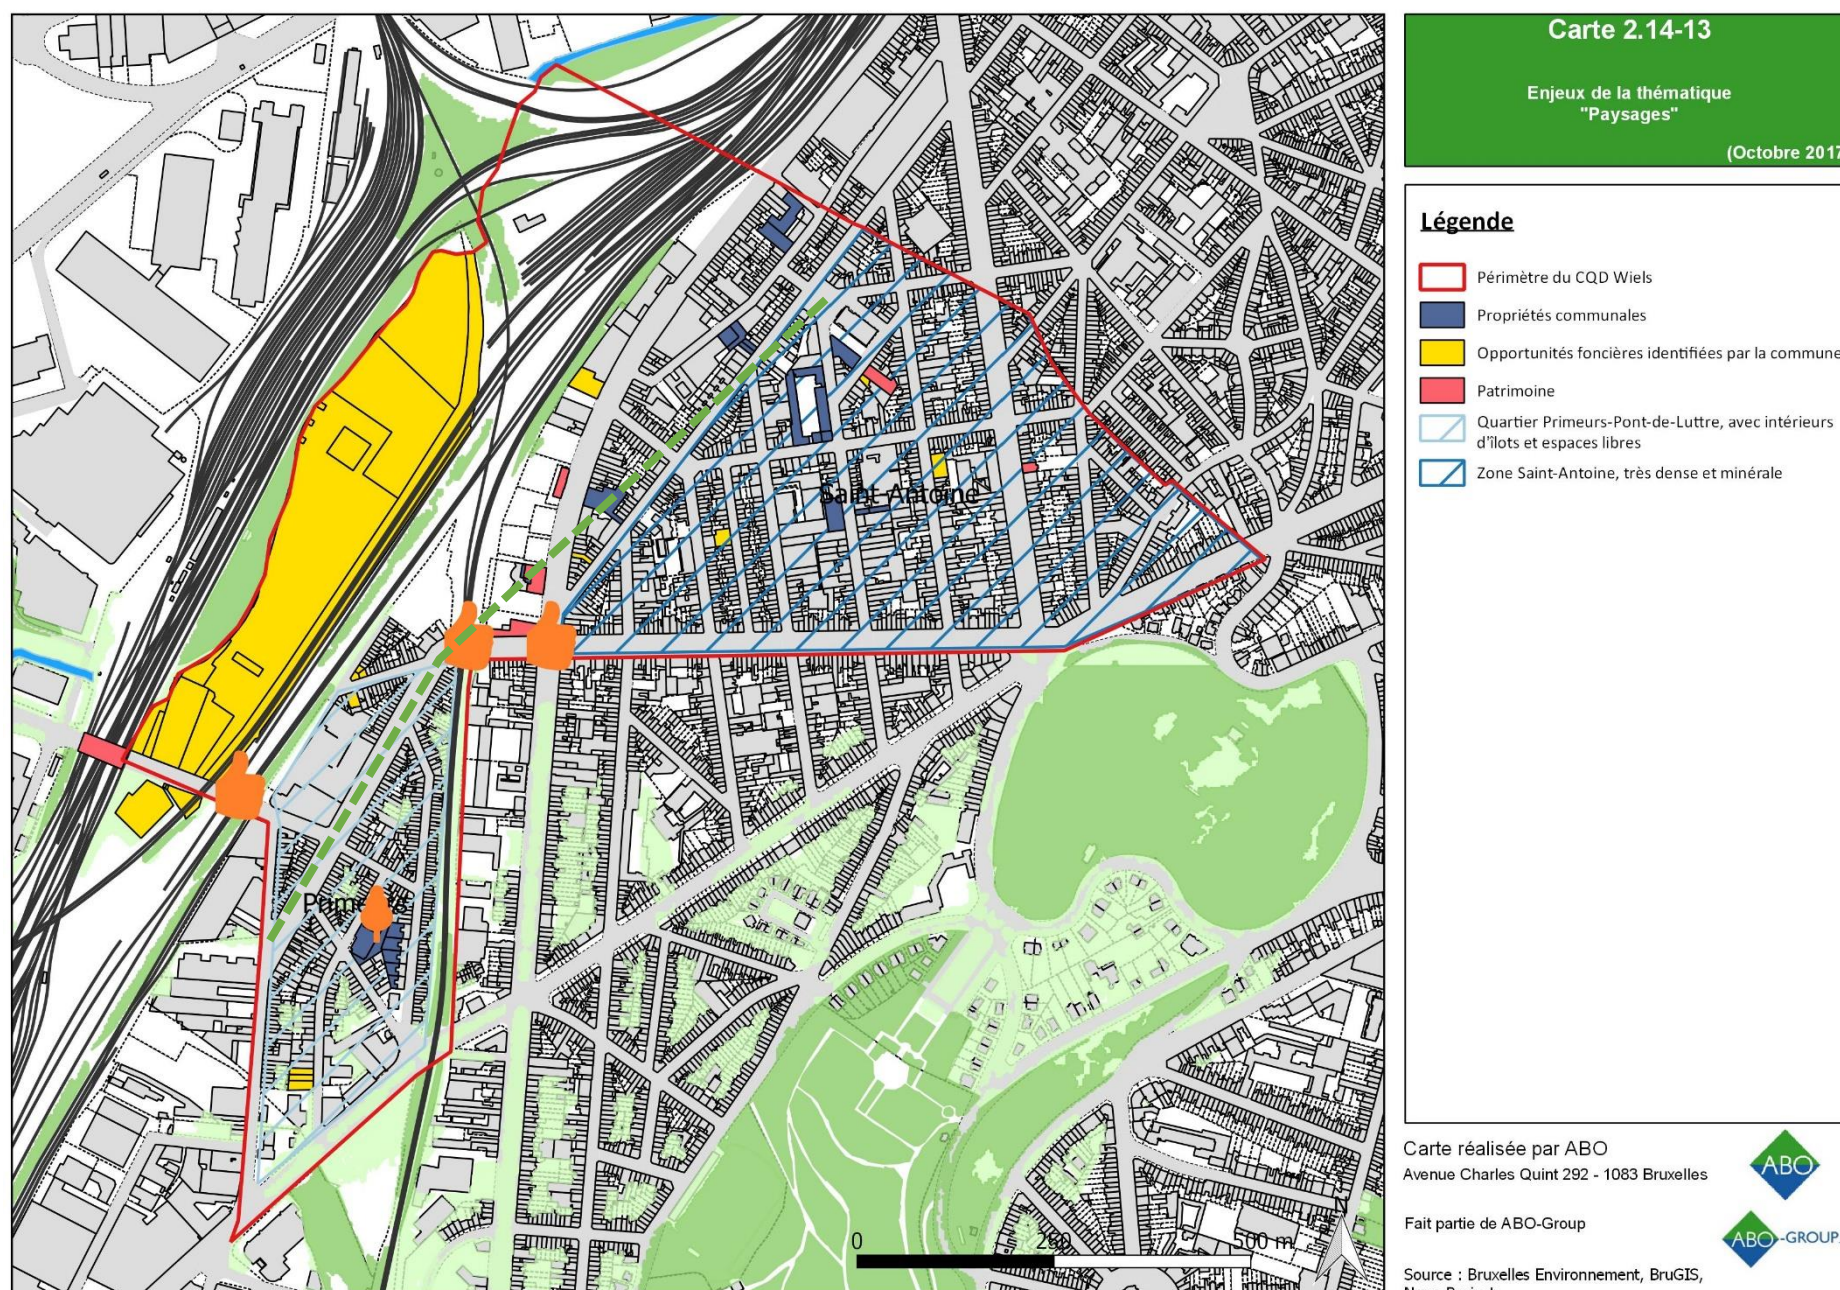 Carte 2.14-13
Enjeux de la thématique
"Paysages"
(Octobre 2017
Légende
Périmètre du CQD Wiels
Propriétés communales
Opportunités foncières identifiées par la commune
Patrimoine
Quartier Primeurs-Pont-de-Luttre, avec intérieurs
d'îlots et espaces libres
Zone Saint-Antoine, très dense et minérale
Saint-Antoine
0
250
500 m
Carte réalisée par ABO
Avenue Charles Quint 292 - 1083 Bruxelles
ABO
Fait partie de ABO-Group
ABO-GROUP
Source : Bruxelles Environnement, BruGIS,